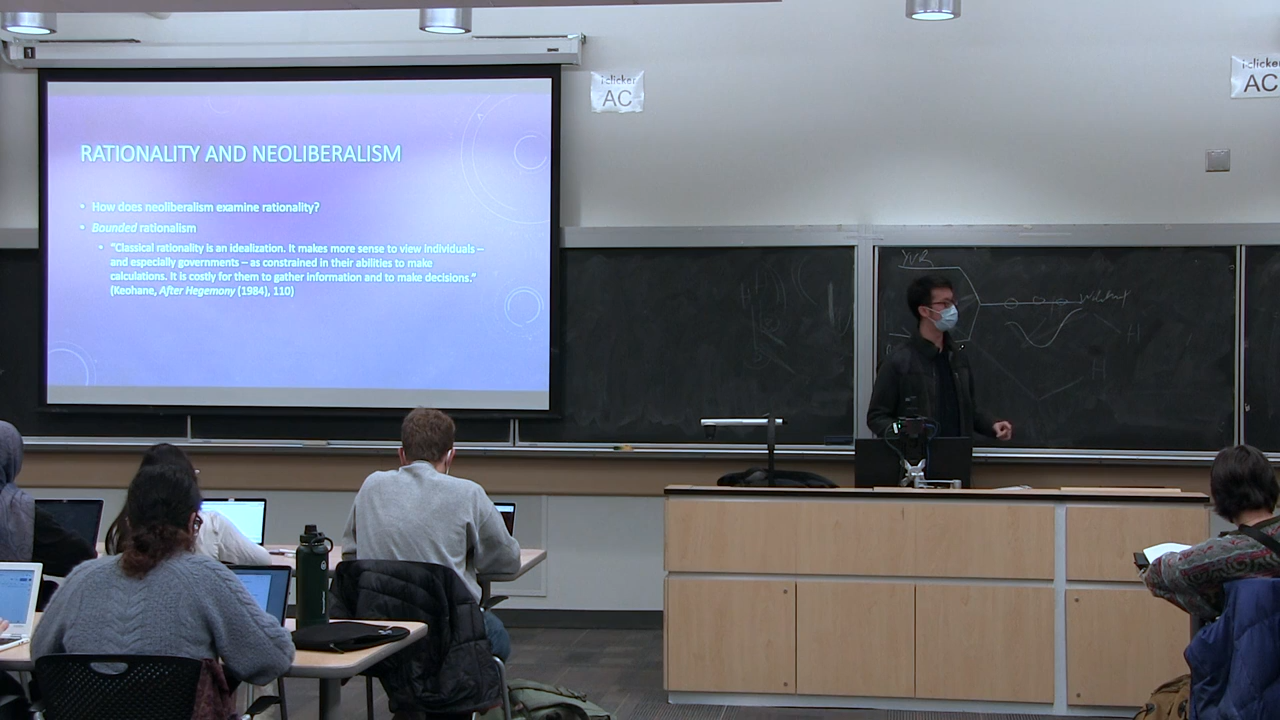 iclicker
AC
iclicker
AC
RATIONALITY AND NEOLIBERALISM
• How does neoliberalism examine rationality?
• Bounded rationalism
• "Classical rationality is an idealization. It makes more sense to view individuals –
and especially governments – as constrained in their abilities to make
calculations. It is costly for them to gather information and to make decisions."
(Keohane, After Hegemony (1984), 110)
YVR
H
H